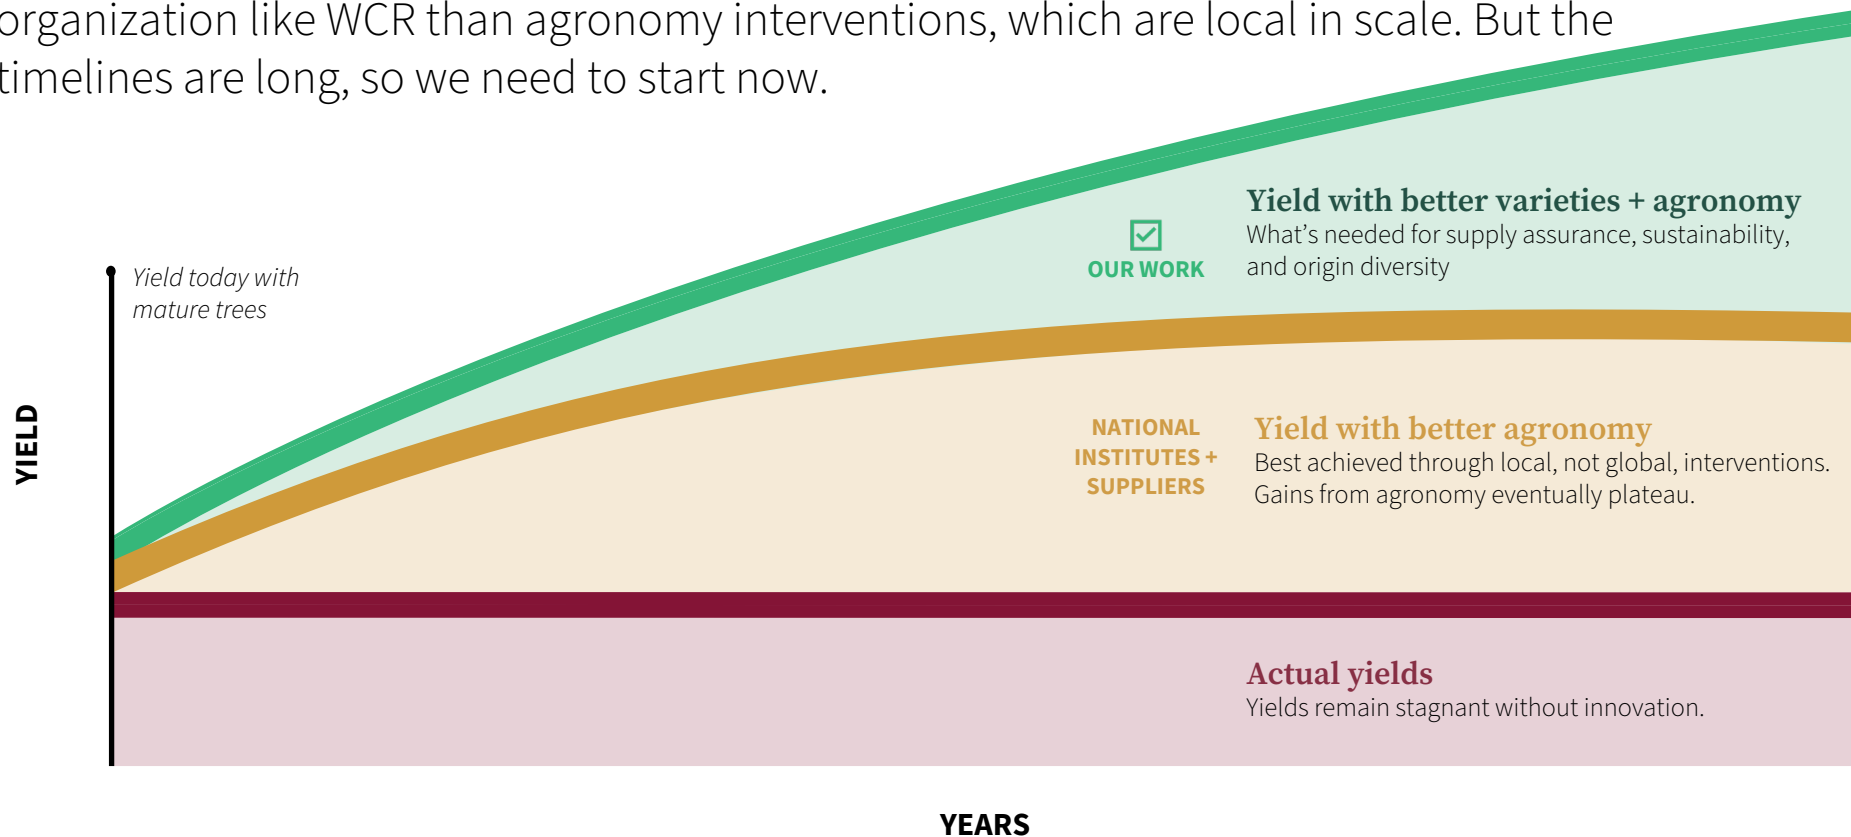 organization like WCR than agronomy interventions, which are local in scale. But the
timelines are long, so we need to start now.
Yield with better varieties + agronomy
What’s needed for supply assurance, sustainability,
and origin diversity
OUR WORK
Yield today with
mature trees
YIELD
NATIONAL
INSTITUTES +
SUPPLIERS
Yield with better agronomy
Best achieved through local, not global, interventions.
Gains from agronomy eventually plateau.
Actual yields
Yields remain stagnant without innovation.
YEARS